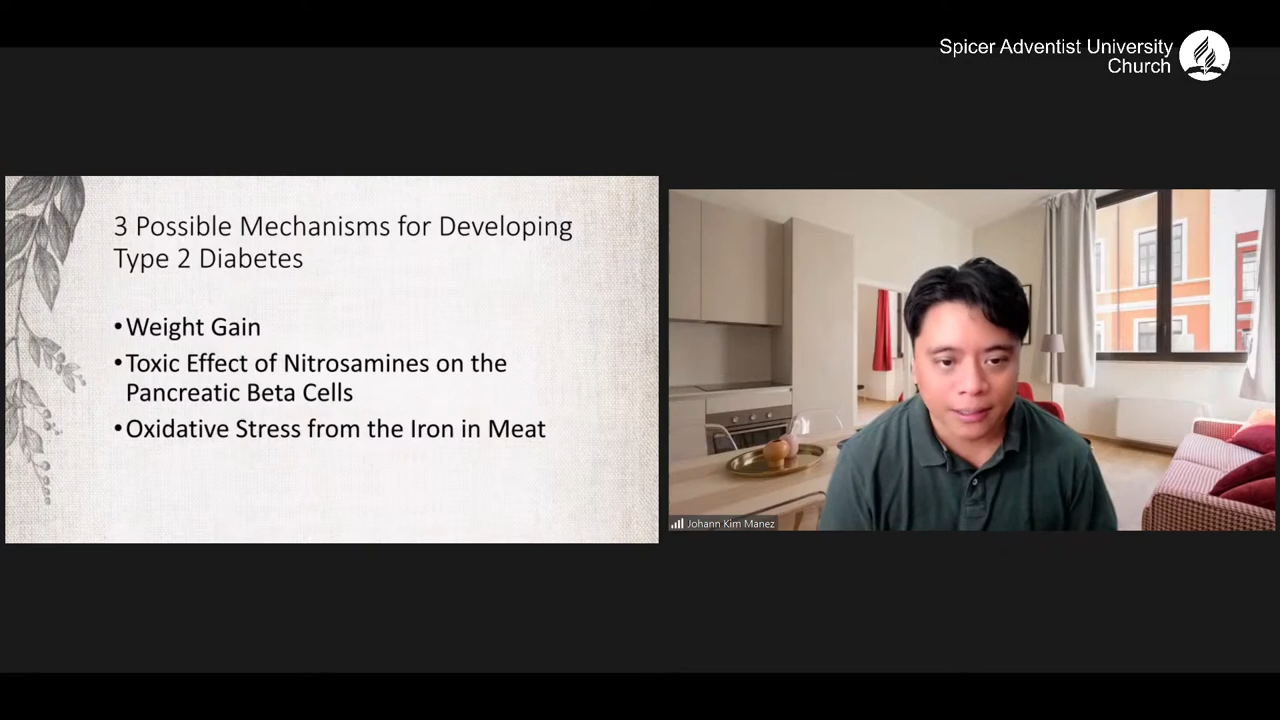 Spicer Adventist University
Church
3 Possible Mechanisms for Developing
Type 2 Diabetes
•Weight Gain
•Toxic Effect of Nitrosamines on the
Pancreatic Beta Cells
•Oxidative Stress from the Iron in Meat
Johann Kim Manez